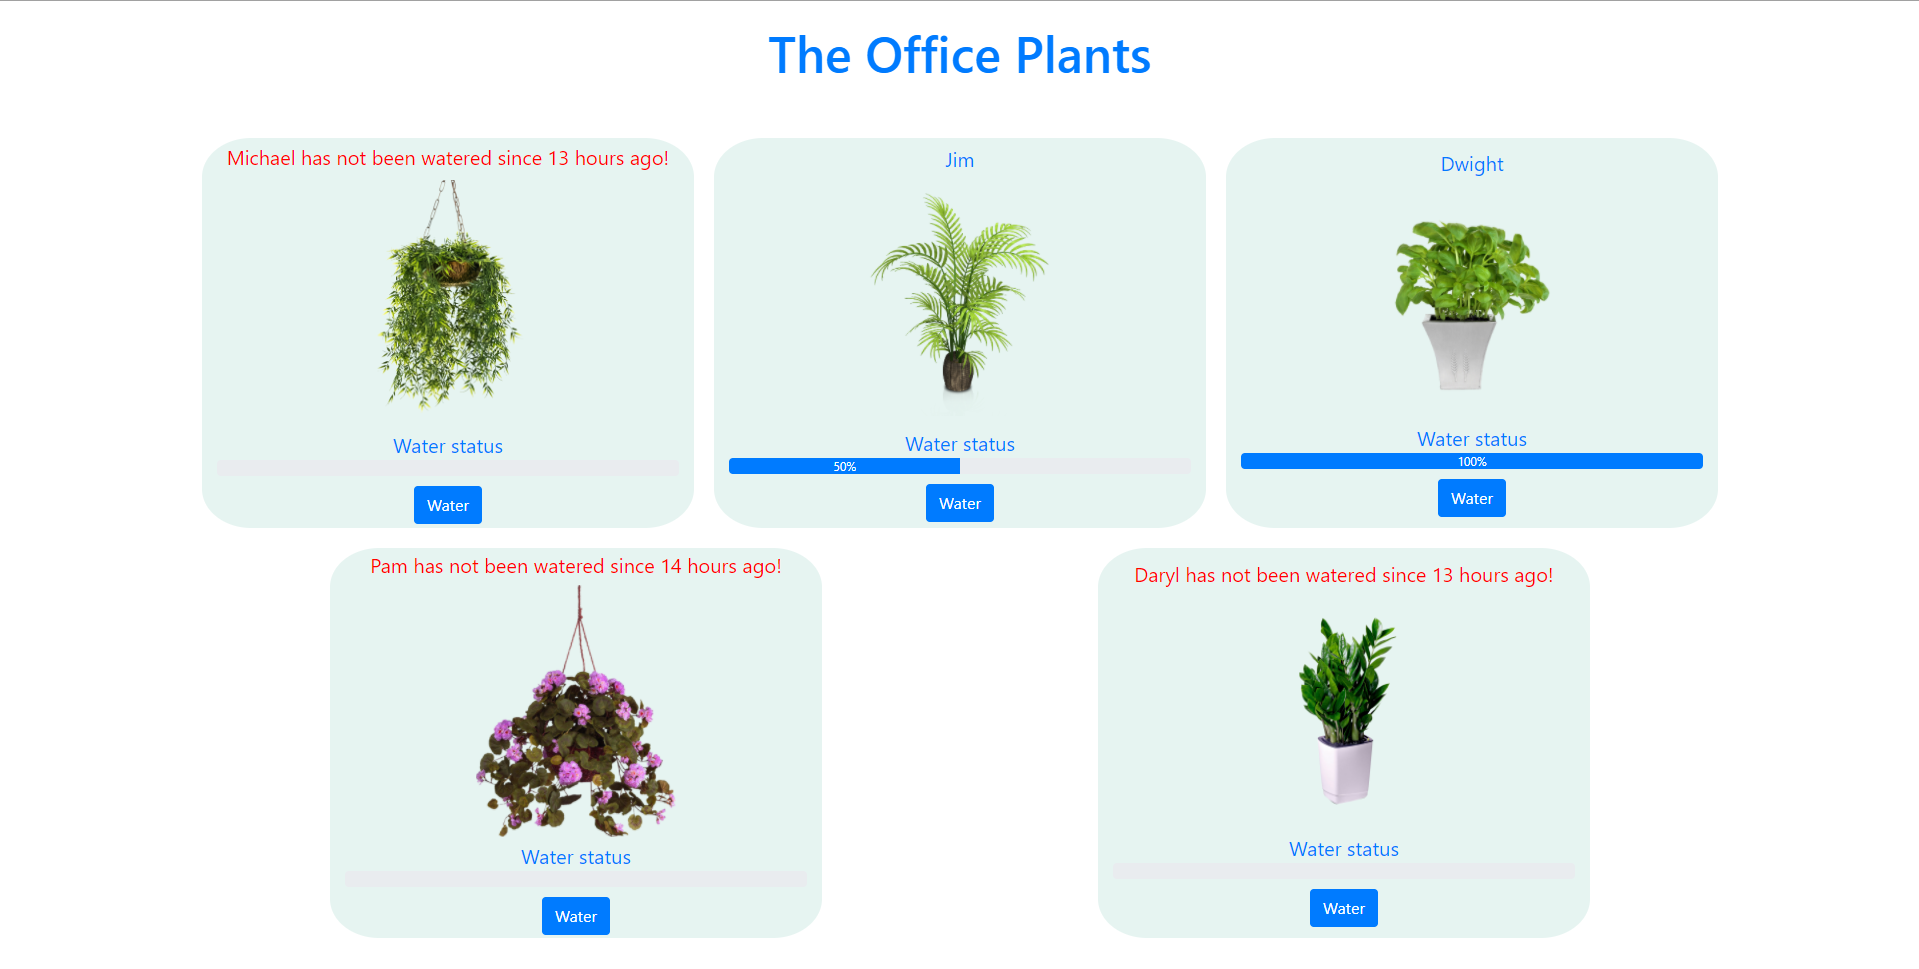 The Office Plants
Michael has not been watered since 13 hours ago!
Water status
Water
Jim
Water status
50%
Water
Dwight
Water status
100%
Water
Pam has not been watered since 14 hours ago!
Water status
Water
Daryl has not been watered since 13 hours ago!
Water status
Water